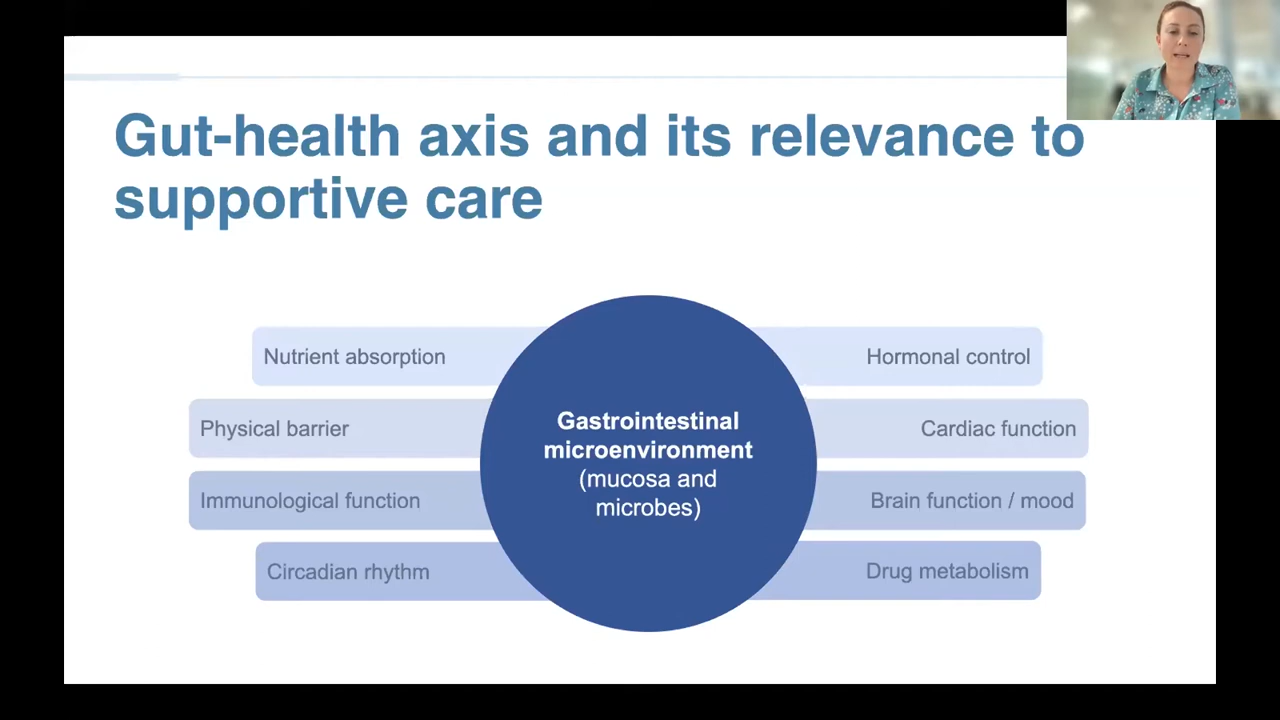 Gut-health axis and its relevance to
supportive care
Nutrient absorption
Physical barrier
Immunological function
Circadian rhythm
Gastrointestinal
microenvironment
(mucosa and
microbes)
Hormonal control
Cardiac function
Brain function / mood
Drug metabolism